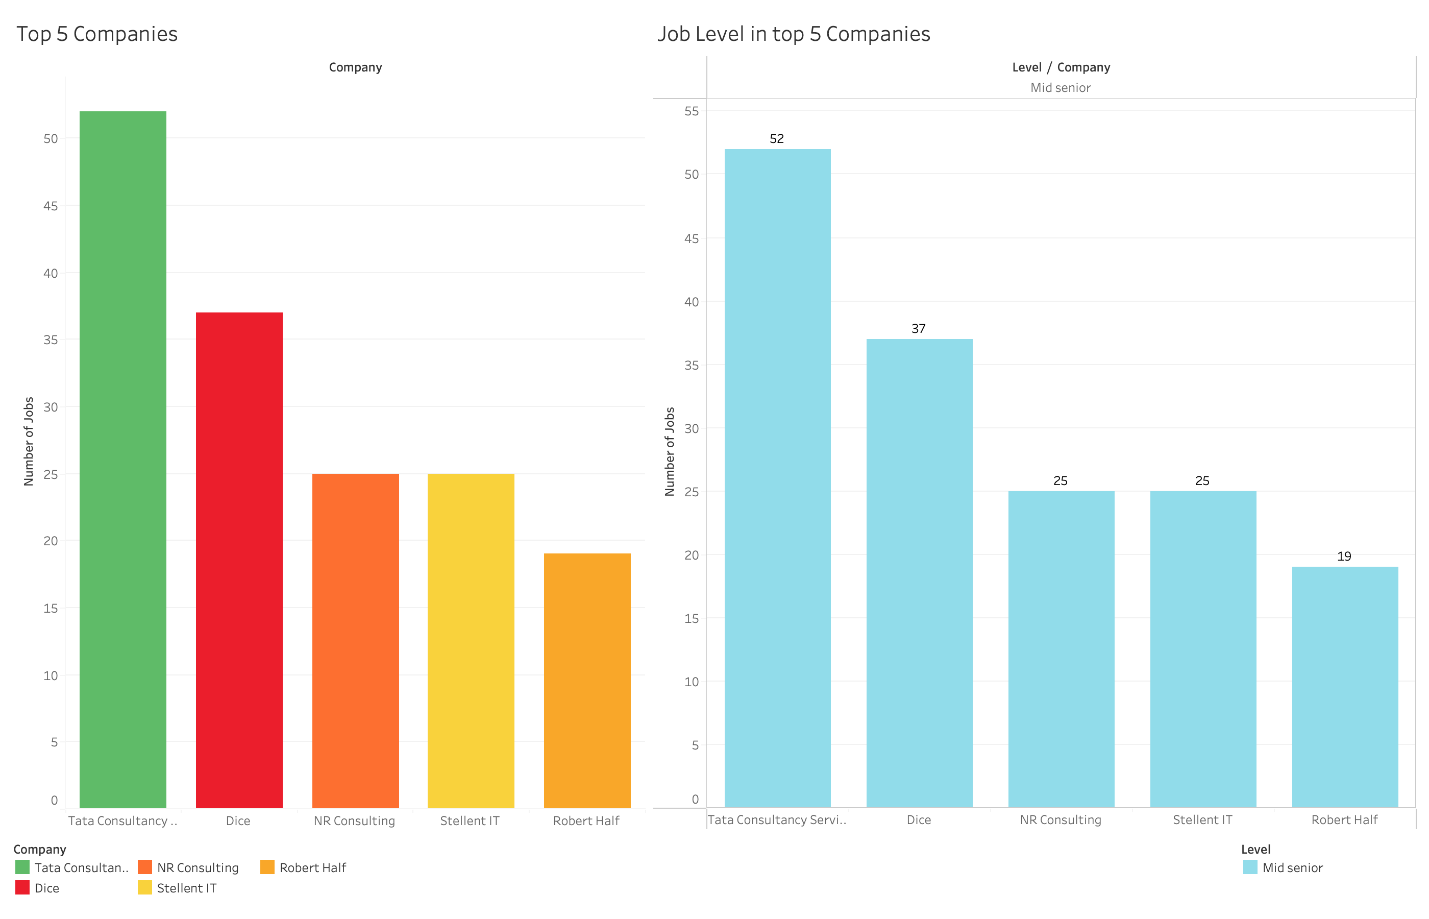 Top 5 Companies
Company
Number of Jobs
50
45
40
35
30
25
20
15
10
5
0
Tata Consultancy ..
Dice
NR Consulting
Stellent IT
Robert Half
Company
Tata Consultan..
NR Consulting
Robert Half
Dice
Stellent IT
Job Level in top 5 Companies
Level / Company
Mid senior
Number of Jobs
55
50
45
40
35
30
25
20
15
10
5
0
52
37
25
25
19
Tata Consultancy Servi..
Dice
NR Consulting
Stellent IT
Robert Half
Level
Mid senior